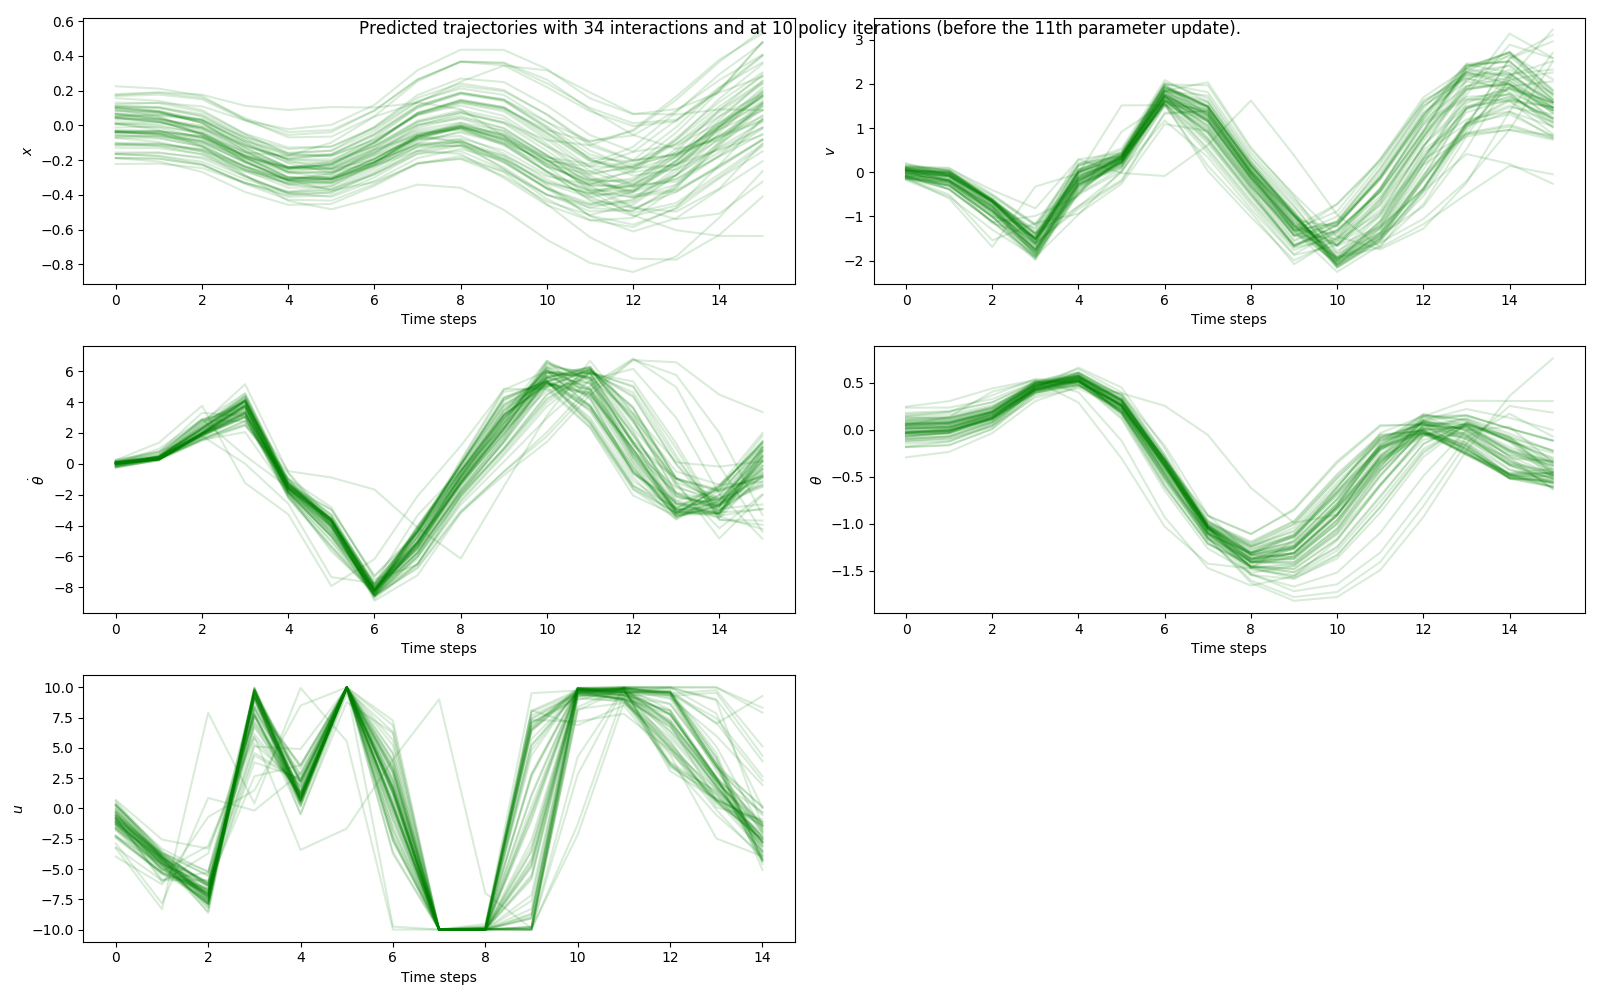 Predicted trajectories with 34 interactions and at 10 policy iterations (before the 11th parameter update).
0.6
0.4
0.2
0.0
−0.2
−0.4
−0.6
−0.8
x
0 2 4 6 8 10 12 14
Time steps
3
2
1
0
−1
−2
v
0 2 4 6 8 10 12 14
Time steps
6
4
2
0
−2
−4
−6
−8
θ̇
0 2 4 6 8 10 12 14
Time steps
0.5
0.0
−0.5
−1.0
−1.5
θ
0 2 4 6 8 10 12 14
Time steps
10.0
7.5
5.0
2.5
0.0
−2.5
−5.0
−7.5
−10.0
u
0 2 4 6 8 10 12 14
Time steps